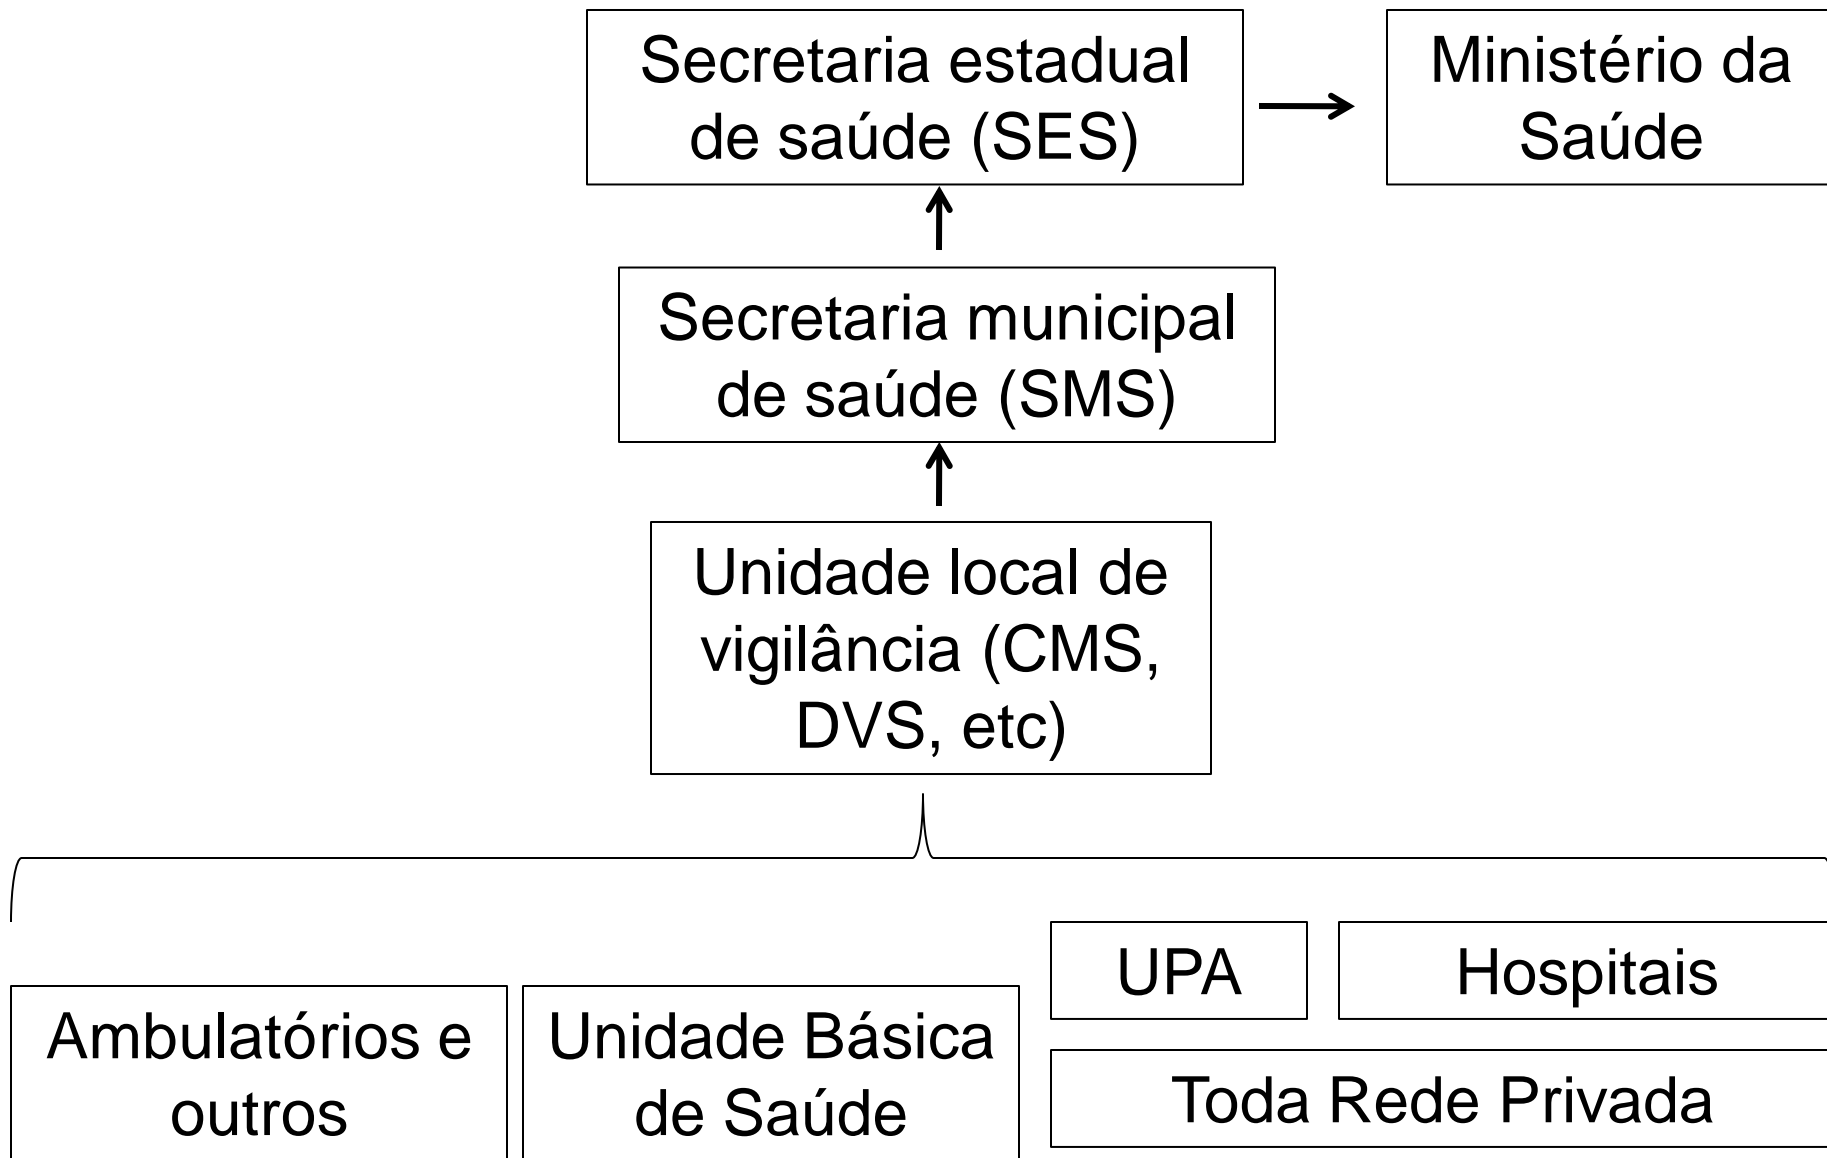 Secretaria estadual
de saúde (SES)
Ministério da
Saúde
Secretaria municipal
de saúde (SMS)
Unidade local de
vigilância (CMS,
DVS, etc)
UPA
Hospitais
Ambulatórios e
outros
Unidade Básica
de Saúde
Toda Rede Privada